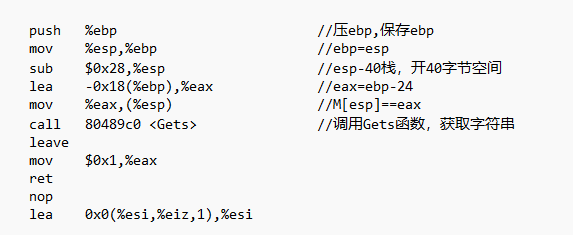 push %ebp //压ebp,保存ebp
mov %esp,%ebp //ebp=esp
sub $0x28,%esp //esp-40栈，开40字节空间
lea -0x18(%ebp),%eax //eax=ebp-24
mov %eax,(%esp) //M[esp]==eax
call 80489c0 <Gets> //调用Gets函数，获取字符串
leave
mov $0x1,%eax
ret
nop
lea 0x0(%esi,%eiz,1),%esi